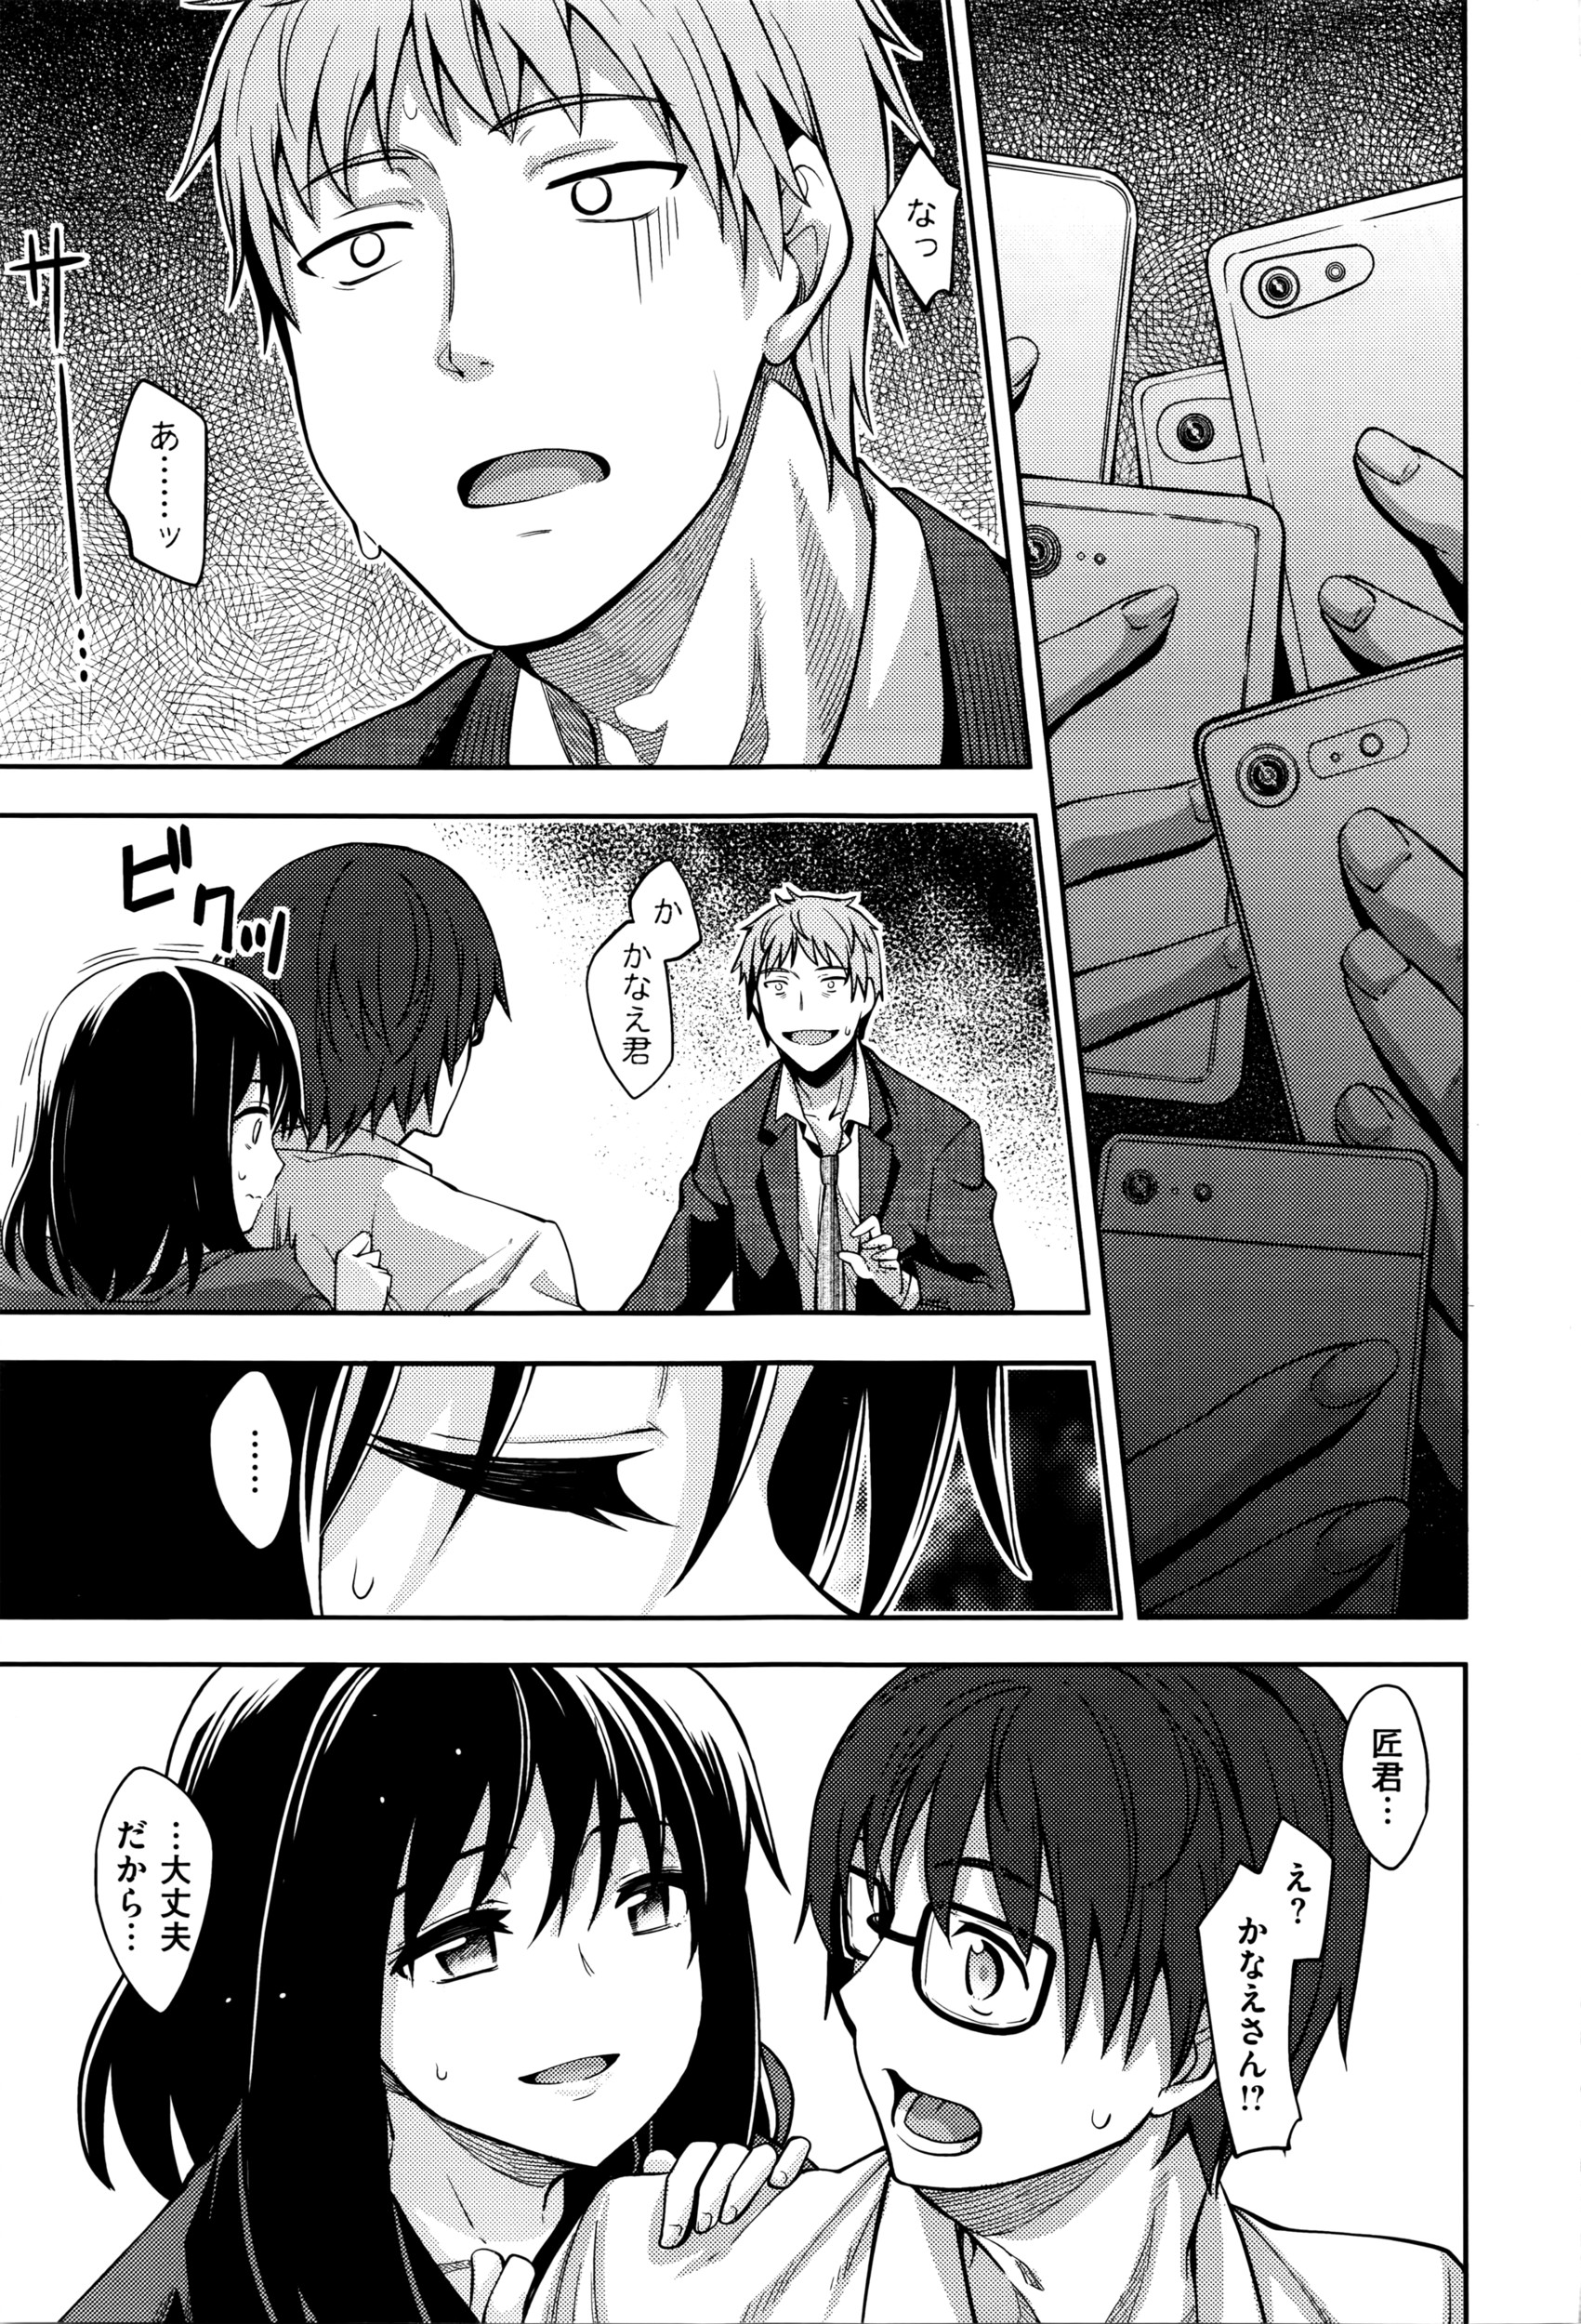 なっ
あ……ッ
サー──…
か
かなえ君
ビクッ
……
匠君…
え?
かなえさん!?
…大丈夫
だから…